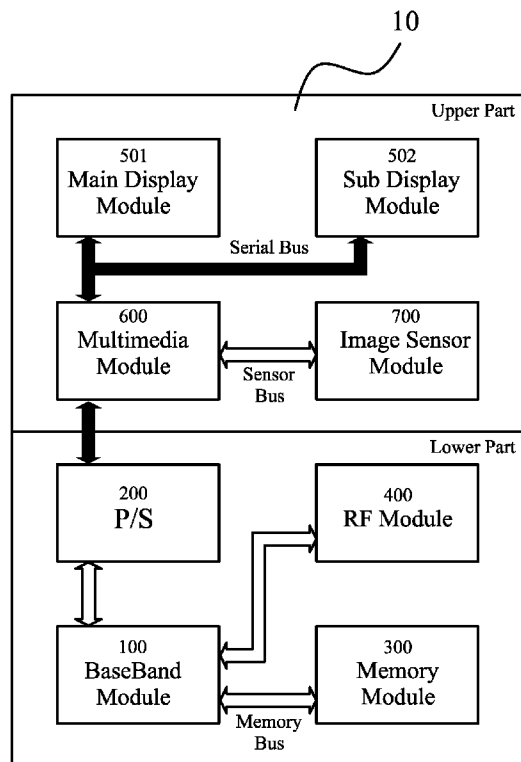 10
Upper Part
501
Main Display
Module
502
Sub Display
Module
Serial Bus
600
Multimedia
Module
700
Image Sensor
Module
Sensor
Bus
Lower Part
200
P/S
400
RF Module
100
BaseBand
Module
300
Memory
Module
Memory
Bus